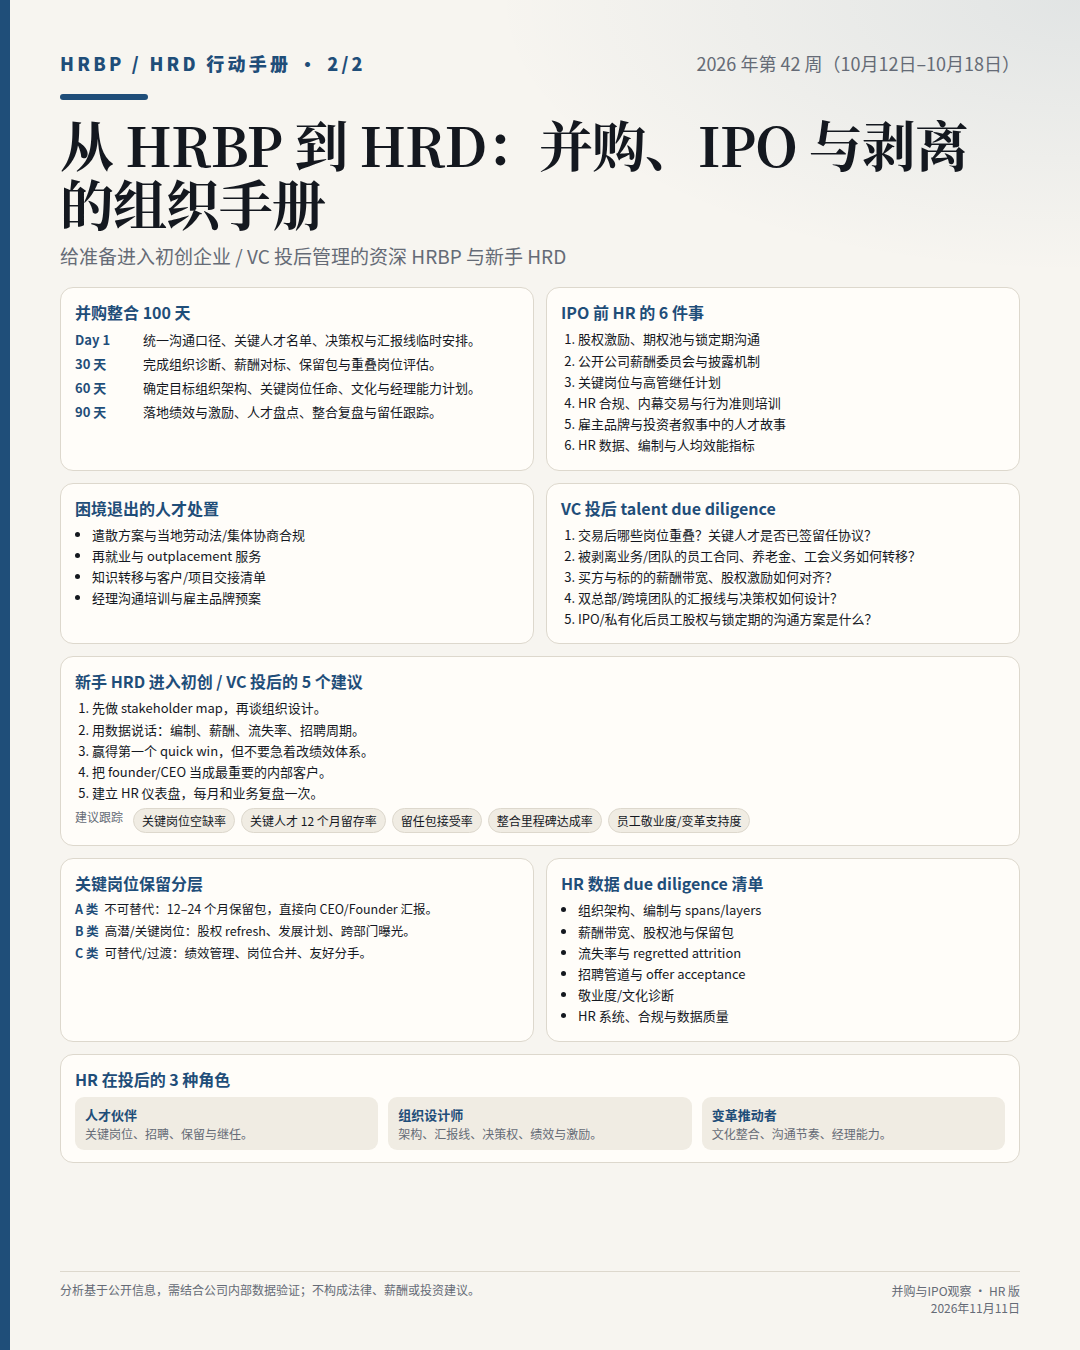 HRBP / HRD 行动手册 · 2/2
2026 年第 42 周（10月12日–10月18日）
从 HRBP 到 HRD：并购、IPO 与剥离
的组织手册
给准备进入初创企业 / VC 投后管理的资深 HRBP 与新手 HRD
并购整合 100 天
Day 1 统一沟通口径、关键人才名单、决策权与汇报线临时安排。
30 天 完成组织诊断、薪酬对标、保留包与重叠岗位评估。
60 天 确定目标组织架构、关键岗位任命、文化与经理能力计划。
90 天 落地绩效与激励、人才盘点、整合复盘与留任跟踪。
IPO 前 HR 的 6 件事
1. 股权激励、期权池与锁定期沟通
2. 公开公司薪酬委员会与披露机制
3. 关键岗位与高管继任计划
4. HR 合规、内幕交易与行为准则培训
5. 雇主品牌与投资者叙事中的人才故事
6. HR 数据、编制与人均效能指标
困境退出的人才处置
• 遣散方案与当地劳动法/集体协商合规
• 再就业与 outplacement 服务
• 知识转移与客户/项目交接清单
• 经理沟通培训与雇主品牌预案
VC 投后 talent due diligence
1. 交易后哪些岗位重叠？关键人才是否已签留任协议？
2. 被剥离业务/团队的员工合同、养老金、工会义务如何转移？
3. 买方与标的的薪酬带宽、股权激励如何对齐？
4. 双总部/跨境团队的汇报线与决策权如何设计？
5. IPO/私有化后员工股权与锁定期的沟通方案是什么？
新手 HRD 进入初创 / VC 投后的 5 个建议
1. 先做 stakeholder map，再谈组织设计。
2. 用数据说话：编制、薪酬、流失率、招聘周期。
3. 赢得第一个 quick win，但不要急着改绩效体系。
4. 把 founder/CEO 当成最重要的内部客户。
5. 建立 HR 仪表盘，每月和业务复盘一次。
建议跟踪 关键岗位空缺率 关键人才 12 个月留存率 留任包接受率 整合里程碑达成率 员工敬业度/变革支持度
关键岗位保留分层
A 类 不可替代：12–24 个月保留包，直接向 CEO/Founder 汇报。
B 类 高潜/关键岗位：股权 refresh、发展计划、跨部门曝光。
C 类 可替代/过渡：绩效管理、岗位合并、友好分手。
HR 数据 due diligence 清单
• 组织架构、编制与 spans/layers
• 薪酬带宽、股权池与保留包
• 流失率与 regretted attrition
• 招聘管道与 offer acceptance
• 敬业度/文化诊断
• HR 系统、合规与数据质量
HR 在投后的 3 种角色
人才伙伴
关键岗位、招聘、保留与继任。
组织设计师
架构、汇报线、决策权、绩效与激励。
变革推动者
文化整合、沟通节奏、经理能力。
分析基于公开信息，需结合公司内部数据验证；不构成法律、薪酬或投资建议。
并购与IPO观察 · HR 版
2026年11月11日